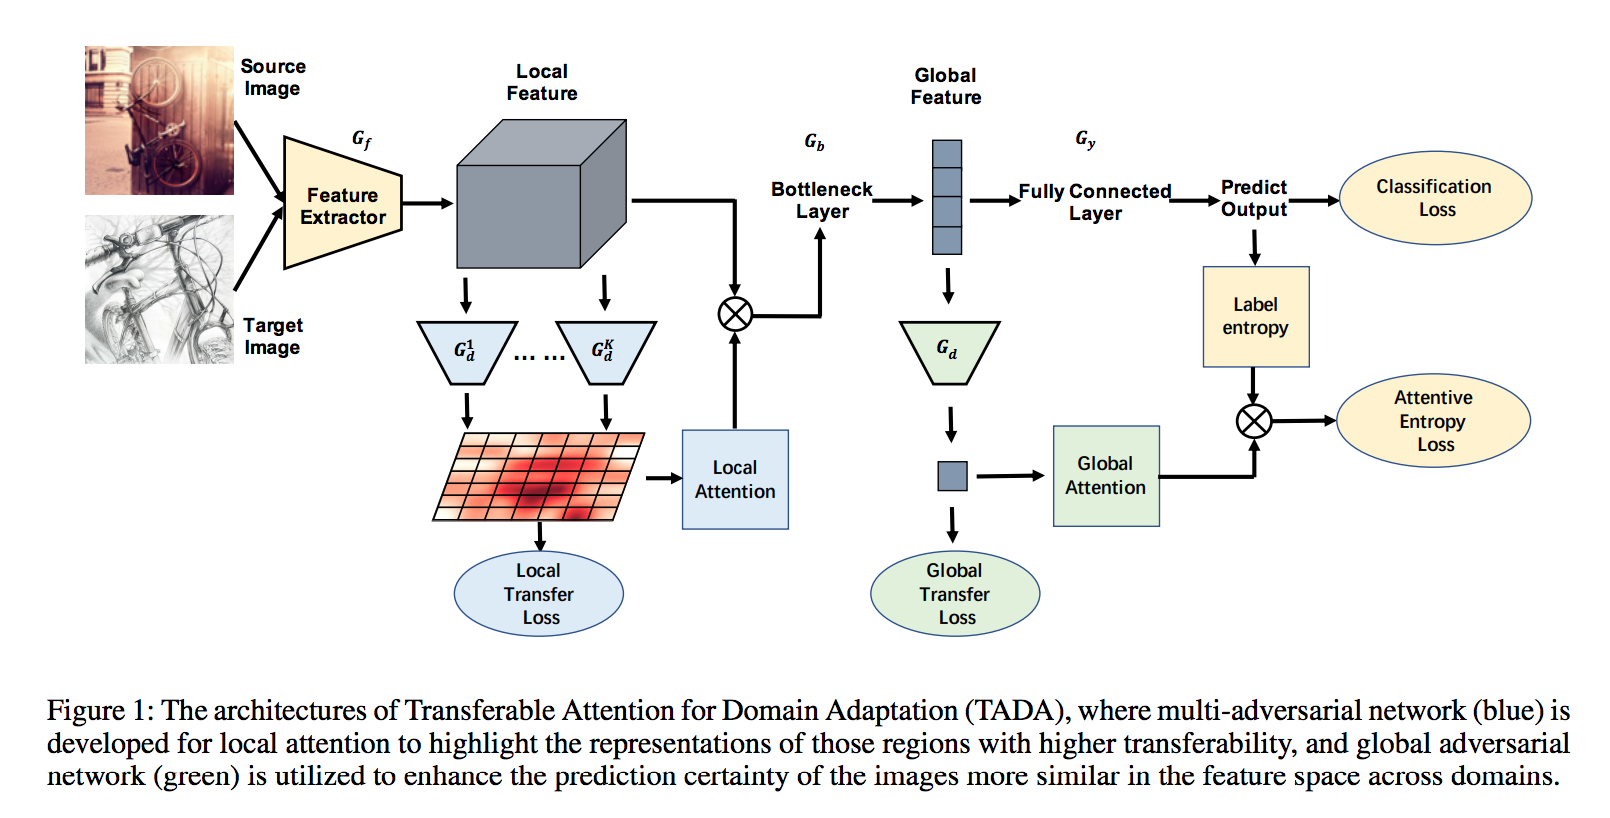 Source
Image
Target
Image
G_f
Feature
Extractor
Local
Feature
G_d^1
... ...
G_d^K
Local
Attention
Local
Transfer
Loss
G_b
Bottleneck
Layer
Global
Feature
G_d
Global
Attention
Global
Transfer
Loss
G_y
Fully Connected
Layer
Predict
Output
Classification
Loss
Label
entropy
Attentive
Entropy
Loss
Figure 1: The architectures of Transferable Attention for Domain Adaptation (TADA), where multi-adversarial network (blue) is
developed for local attention to highlight the representations of those regions with higher transferability, and global adversarial
network (green) is utilized to enhance the prediction certainty of the images more similar in the feature space across domains.